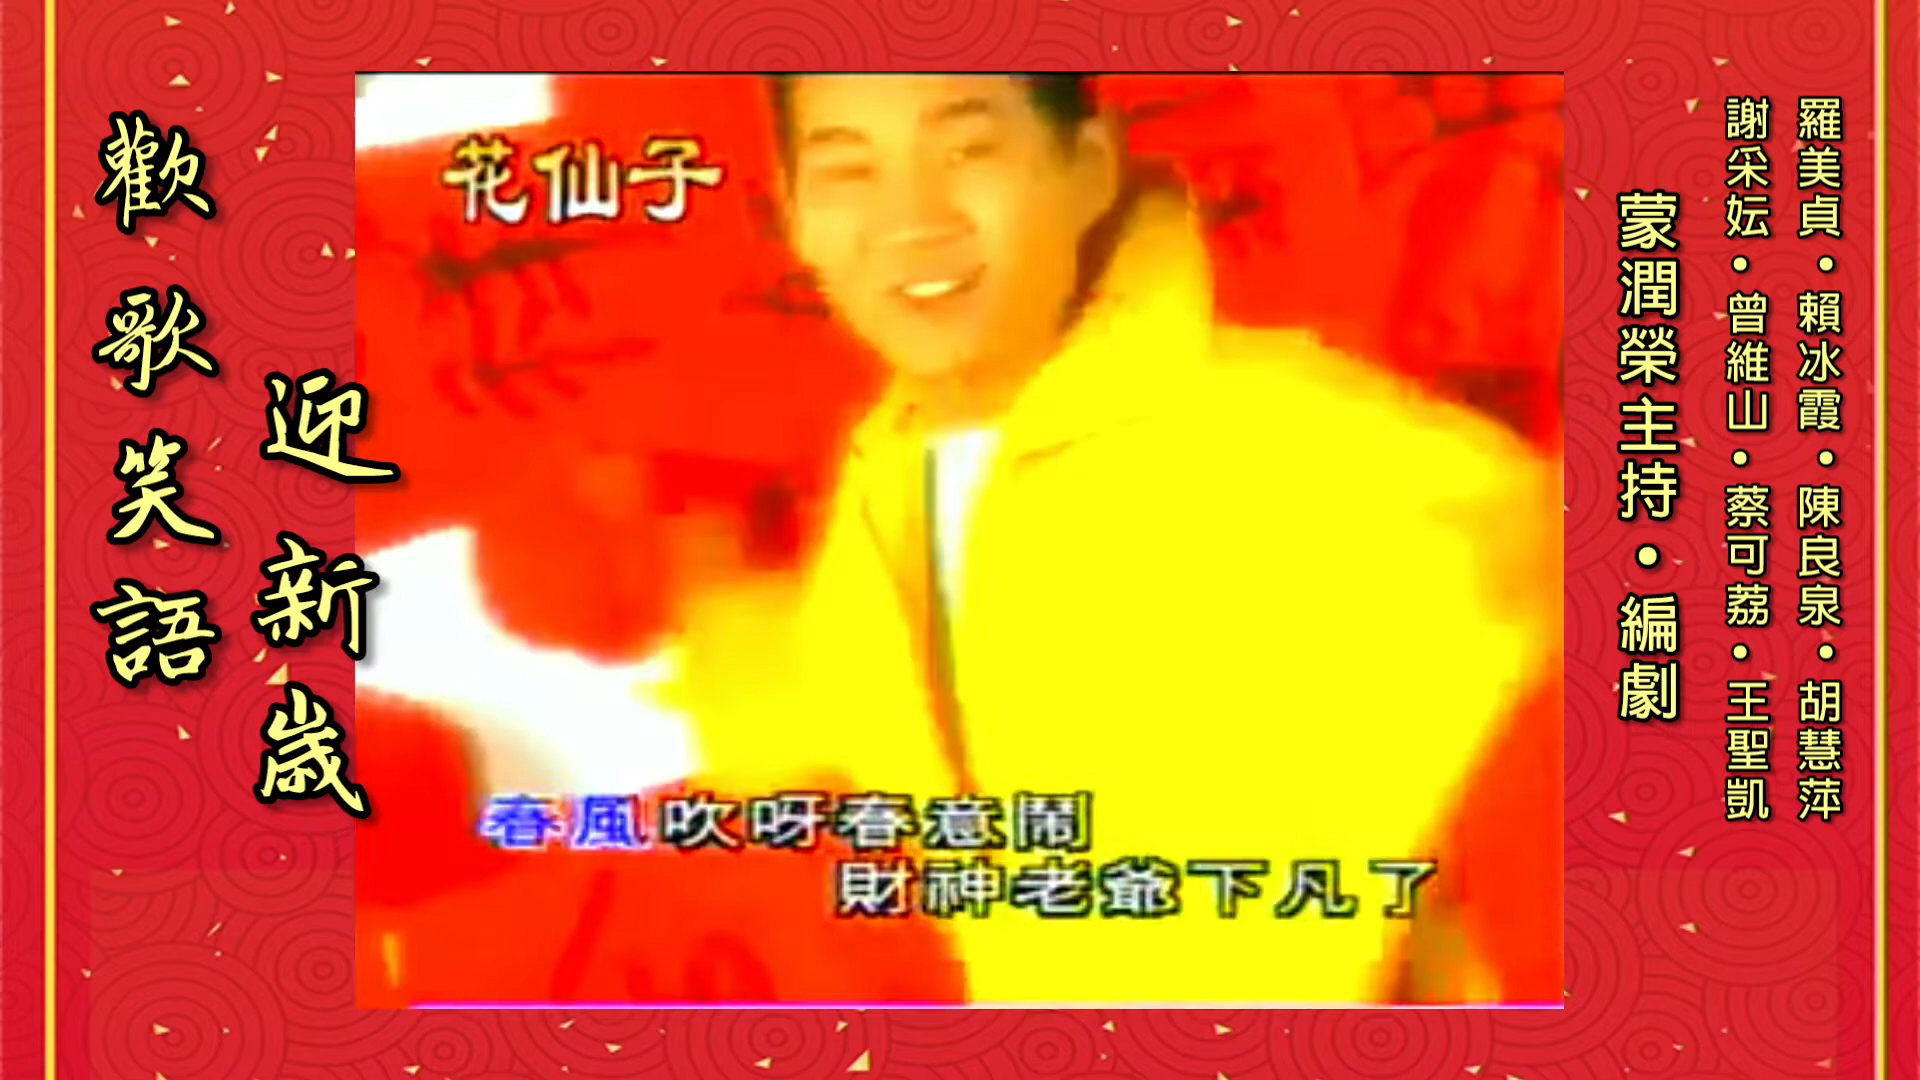 歡歌笑語
迎新歲
花仙子
春風吹呀春意鬧
財神老爺下凡了
羅美貞•賴冰霞•陳良泉•胡慧萍
謝采妘•曾維山•蔡可荔•王聖凱
蒙潤榮主持•編劇